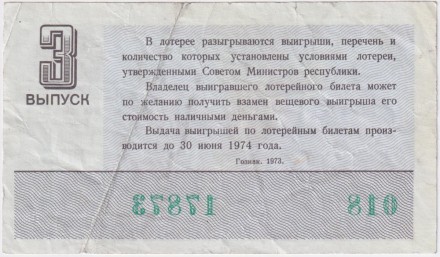 3
ВЫПУСК
В лотерее разыгрываются выигрыши, перечень и
количество которых установлены условиями лотереи,
утвержденными Советом Министров республики.
Владелец выигравшего лотерейного билета может
по желанию получить взамен вещевого выигрыша его
стоимость наличными деньгами.
Выдача выигрышей по лотерейным билетам произ-
водится до 30 июня 1974 года.
Гознак. 1973.
17873 018